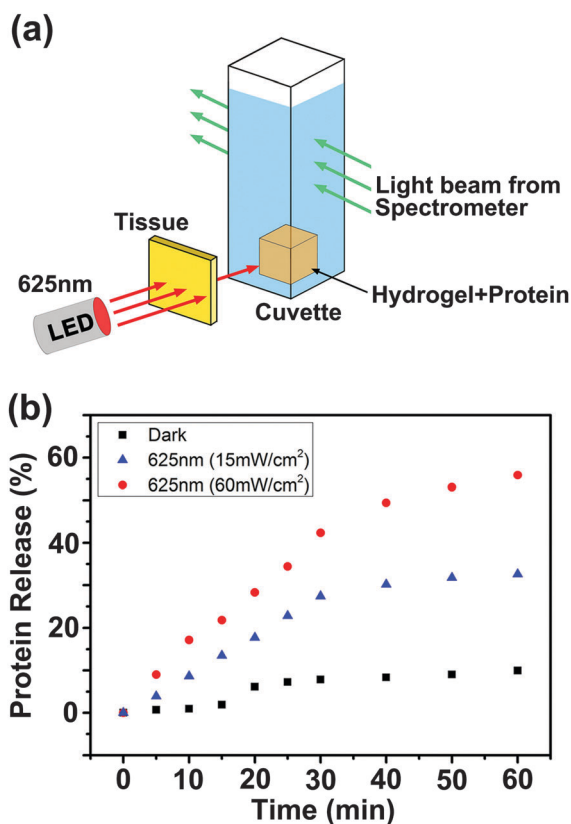 (a)
Tissue
625nm
LED
Light beam from
Spectrometer
Hydrogel+Protein
Cuvette
(b)
Dark
625nm (15mW/cm²)
625nm (60mW/cm²)
Protein Release (%)
60
40
20
0
0 10 20 30 40 50 60
Time (min)